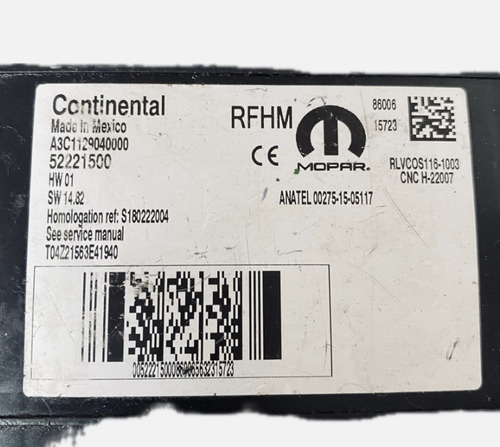 Continental
Made in Mexico
A3C1129040000
52221500
HW 01
SW 14.82
Homologation ref: S180222004
See service manual
T04Z21563E41940
RFHM
CE
MOPAR®
ANATEL 00275-15-05117
86006
15723
RLVCOS116-1003
CNC H-22007